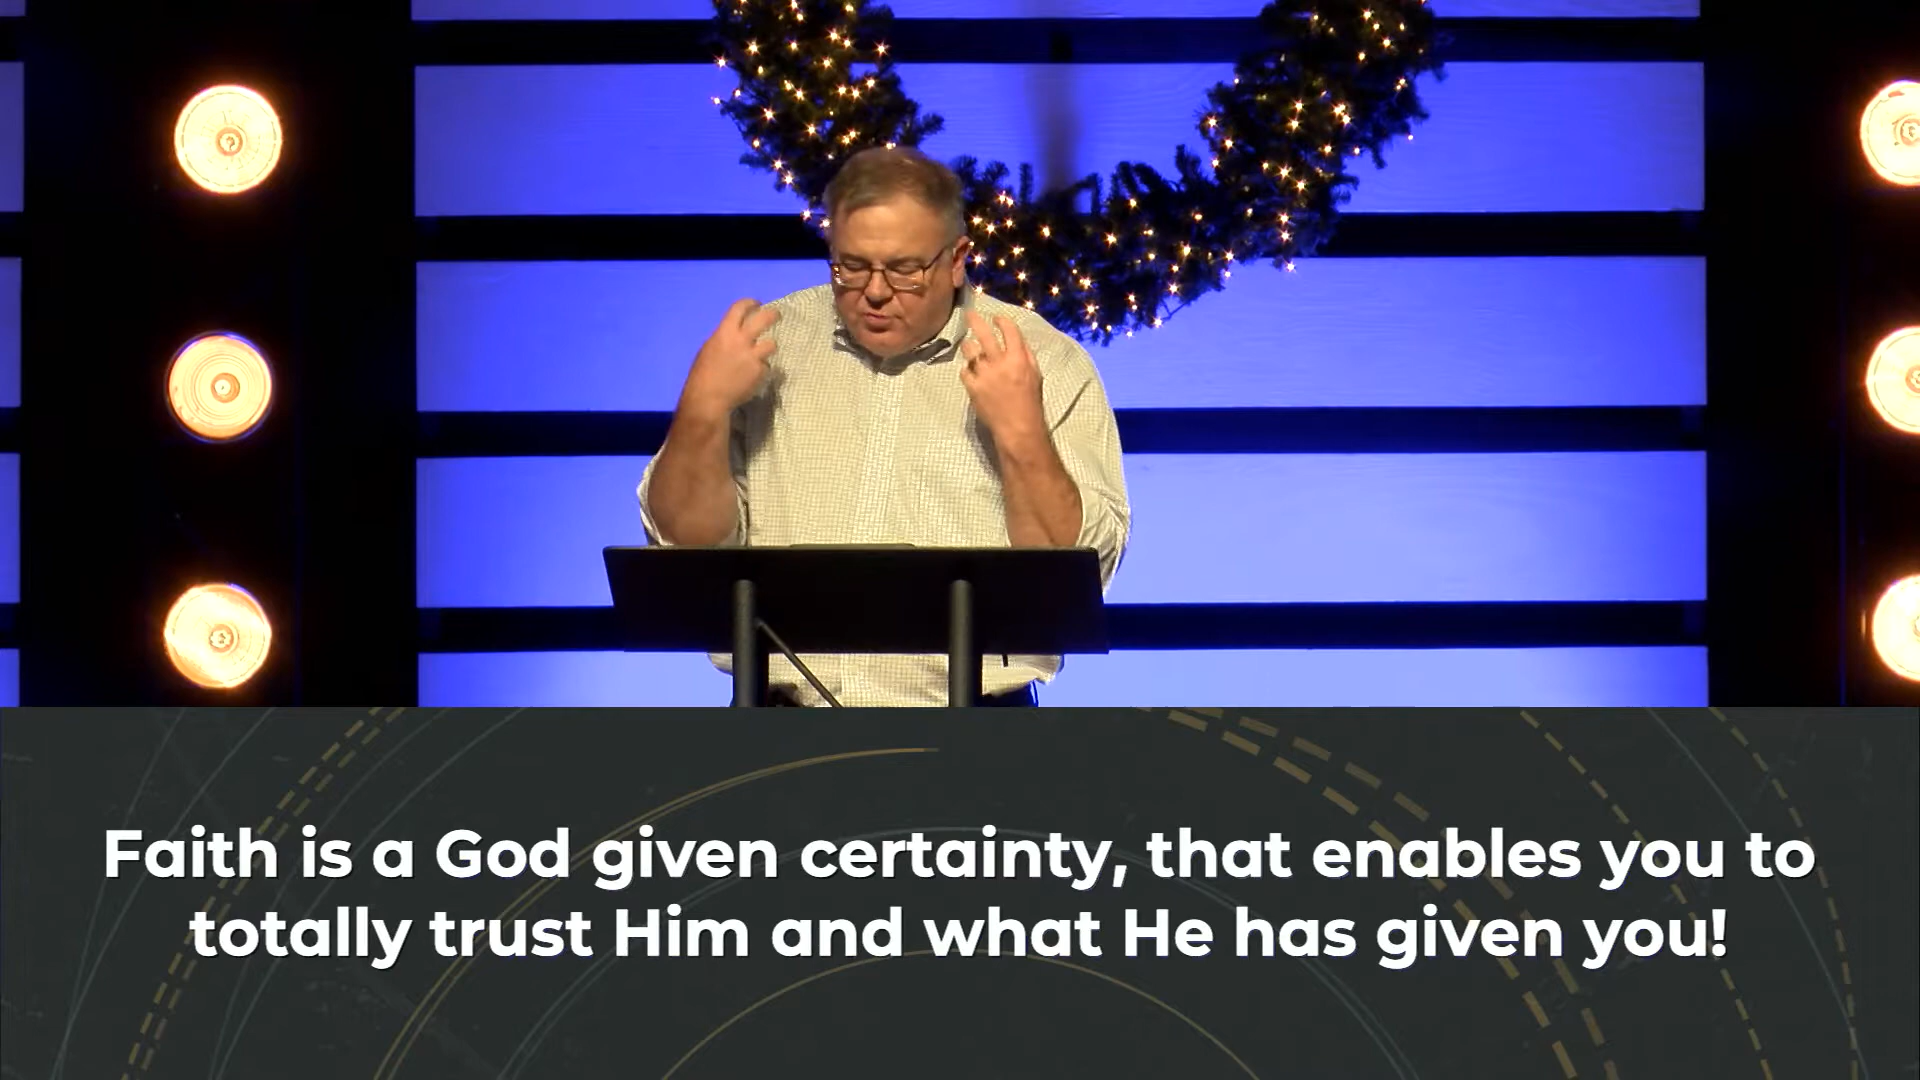 Faith is a God given certainty, that enables you to
totally trust Him and what He has given you!